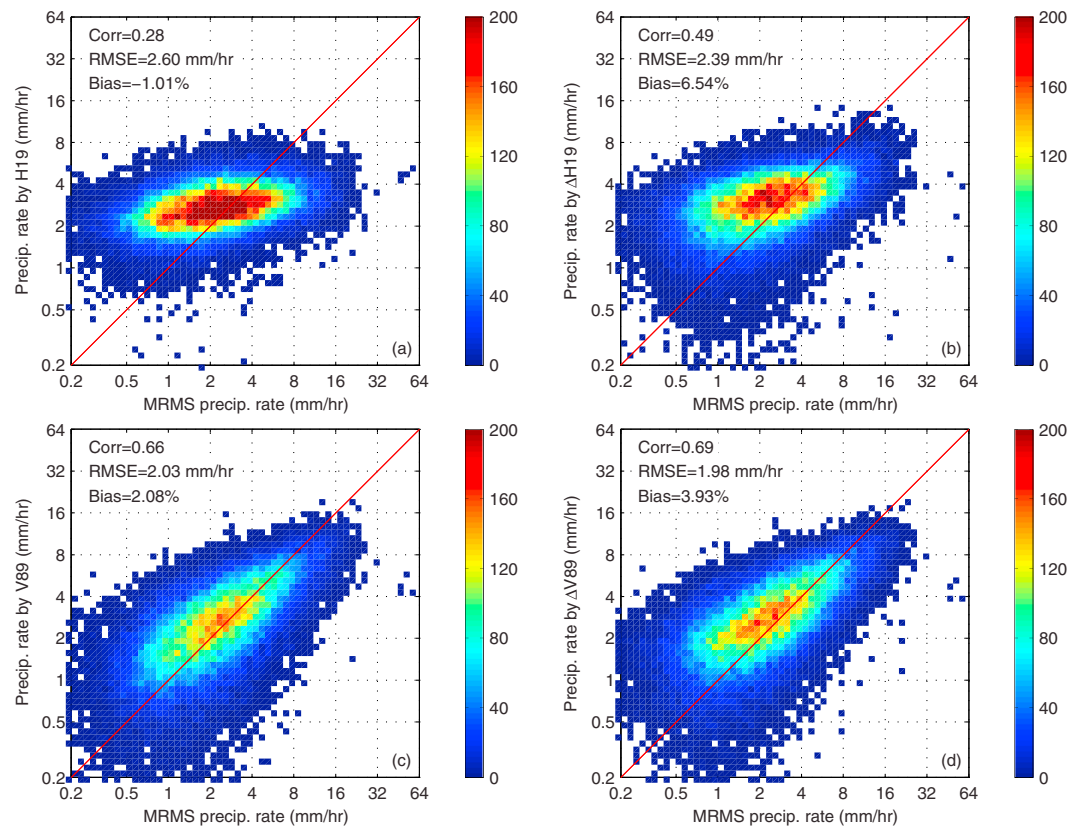 Corr=0.28
RMSE=2.60 mm/hr
Bias=−1.01%
(a)
Precip. rate by H19 (mm/hr)
64
32
16
8
4
2
1
0.5
0.2
0.2 0.5 1 2 4 8 16 32 64
MRMS precip. rate (mm/hr)
200
160
120
80
40
0
Corr=0.49
RMSE=2.39 mm/hr
Bias=6.54%
(b)
Precip. rate by ΔH19 (mm/hr)
64
32
16
8
4
2
1
0.5
0.2
0.2 0.5 1 2 4 8 16 32 64
MRMS precip. rate (mm/hr)
200
160
120
80
40
0
Corr=0.66
RMSE=2.03 mm/hr
Bias=2.08%
(c)
Precip. rate by V89 (mm/hr)
64
32
16
8
4
2
1
0.5
0.2
0.2 0.5 1 2 4 8 16 32 64
MRMS precip. rate (mm/hr)
200
160
120
80
40
0
Corr=0.69
RMSE=1.98 mm/hr
Bias=3.93%
(d)
Precip. rate by ΔV89 (mm/hr)
64
32
16
8
4
2
1
0.5
0.2
0.2 0.5 1 2 4 8 16 32 64
MRMS precip. rate (mm/hr)
200
160
120
80
40
0